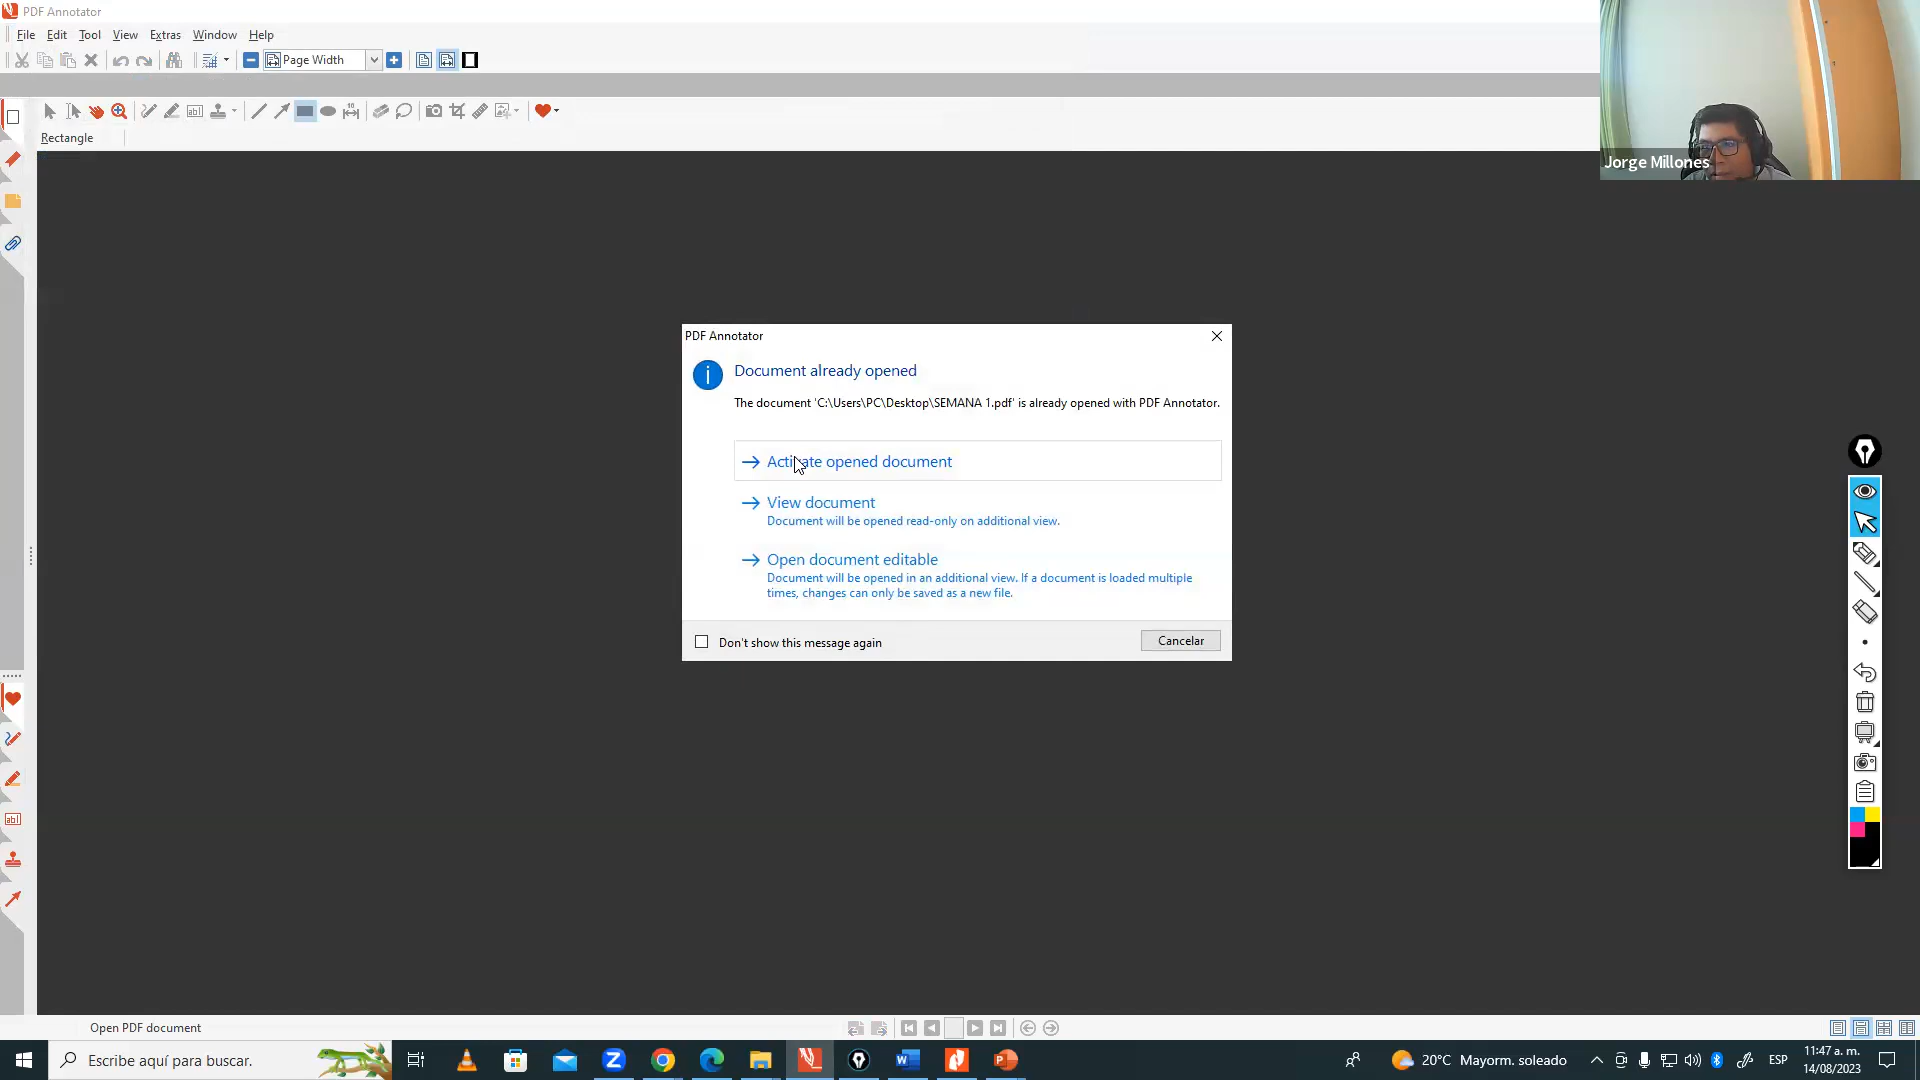 PDF Annotator
File Edit Tool View Extras Window Help
Page Width
Rectangle
Jorge Millones
PDF Annotator
Document already opened
The document 'C:\Users\PC\Desktop\SEMANA 1.pdf' is already opened with PDF Annotator.
Activate opened document
View document
Document will be opened read-only on additional view.
Open document editable
Document will be opened in an additional view. If a document is loaded multiple
times, changes can only be saved as a new file.
Don't show this message again
Cancelar
Open PDF document
Escribe aquí para buscar.
20°C Mayorm. soleado
ESP
11:47 a. m.
14/08/2023